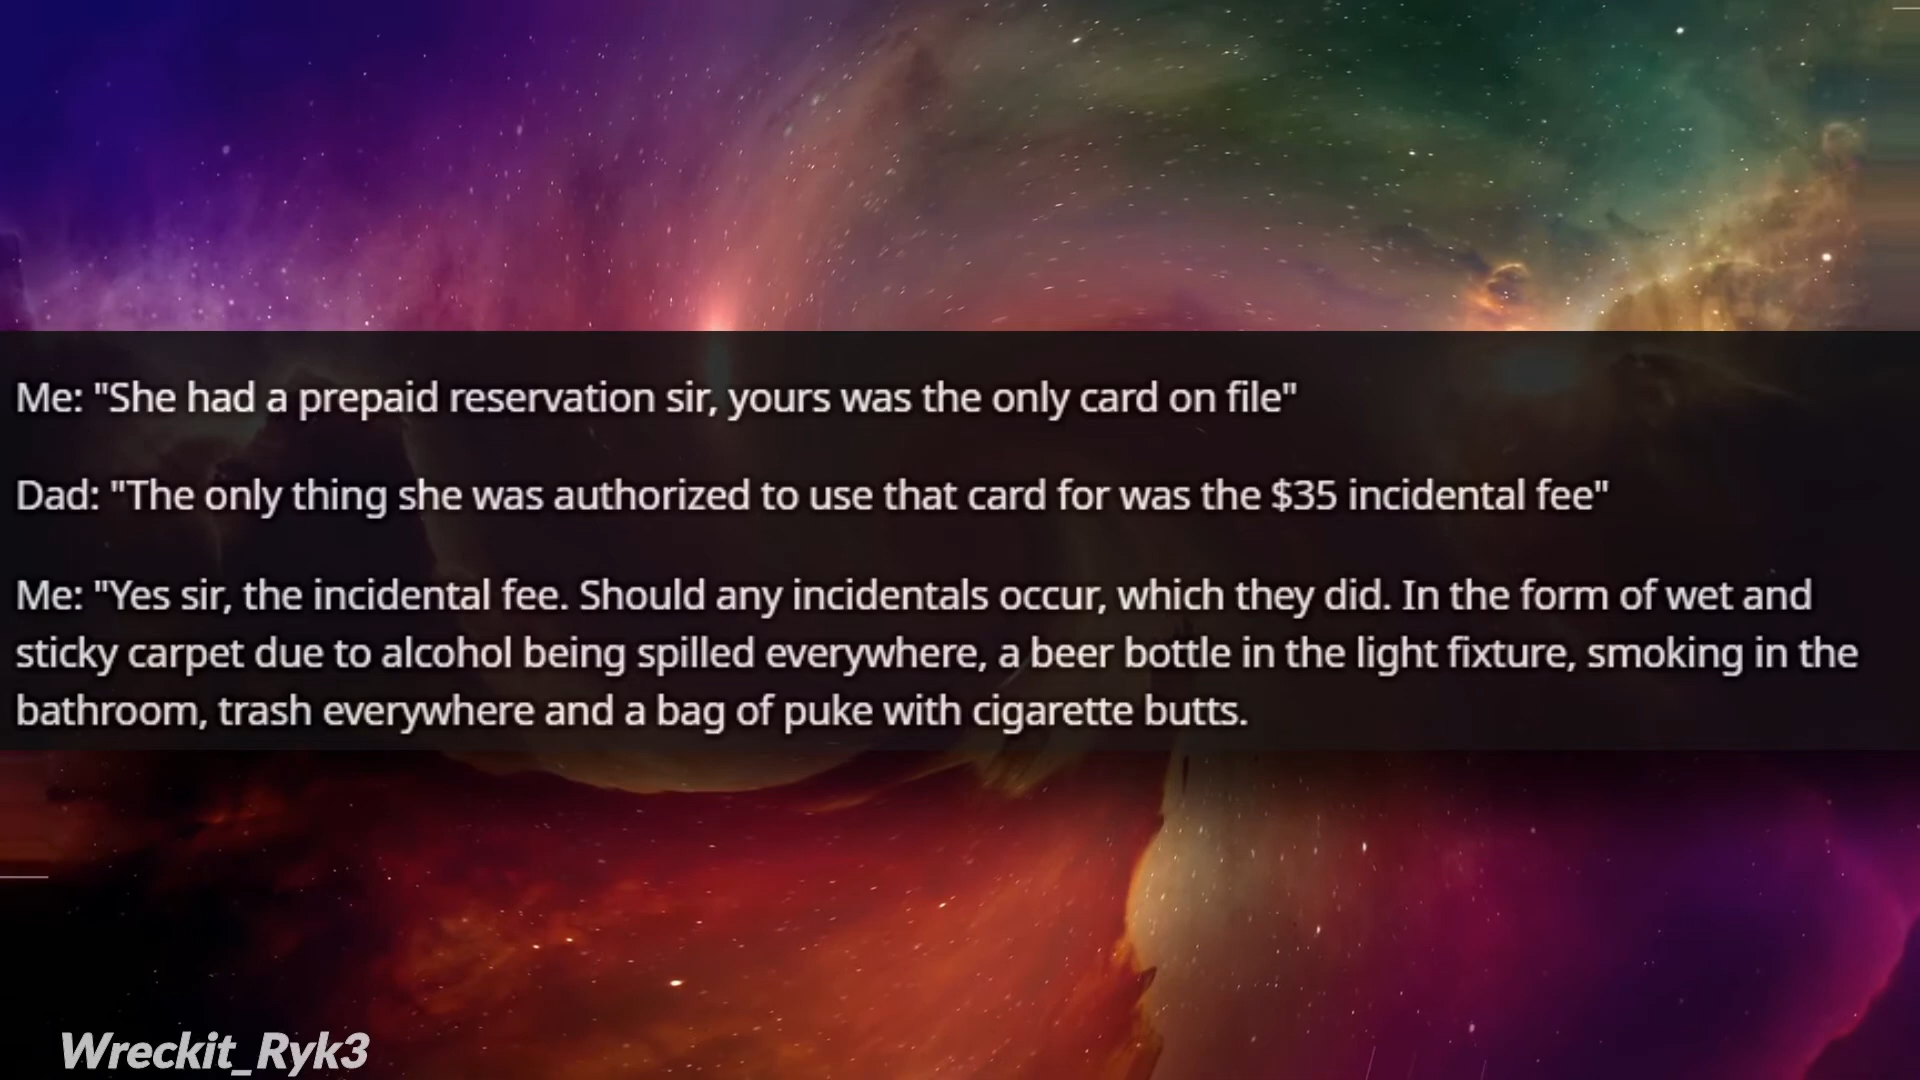 Me: "She had a prepaid reservation sir, yours was the only card on file"
Dad: "The only thing she was authorized to use that card for was the $35 incidental fee"
Me: "Yes sir, the incidental fee. Should any incidentals occur, which they did. In the form of wet and
sticky carpet due to alcohol being spilled everywhere, a beer bottle in the light fixture, smoking in the
bathroom, trash everywhere and a bag of puke with cigarette butts.
Wreckit_Ryk3